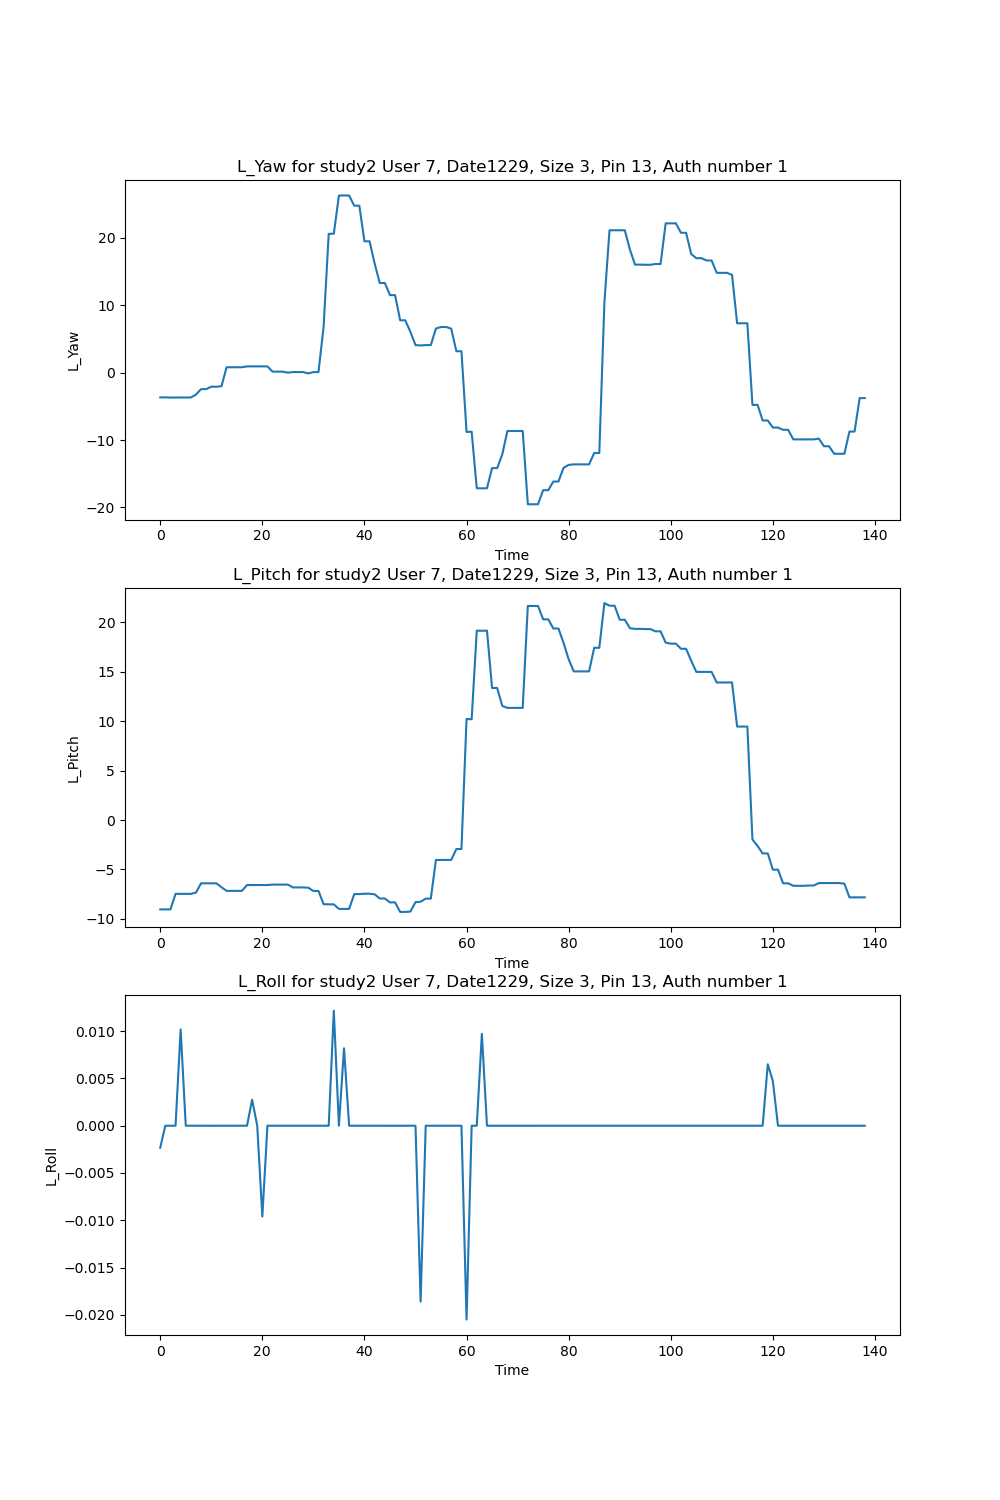 L_Yaw for study2 User 7, Date1229, Size 3, Pin 13, Auth number 1
20
10
0
−10
−20
L_Yaw
0 20 40 60 80 100 120 140
Time
L_Pitch for study2 User 7, Date1229, Size 3, Pin 13, Auth number 1
20
15
10
5
0
−5
−10
L_Pitch
0 20 40 60 80 100 120 140
Time
L_Roll for study2 User 7, Date1229, Size 3, Pin 13, Auth number 1
0.010
0.005
0.000
−0.005
−0.010
−0.015
−0.020
L_Roll
0 20 40 60 80 100 120 140
Time